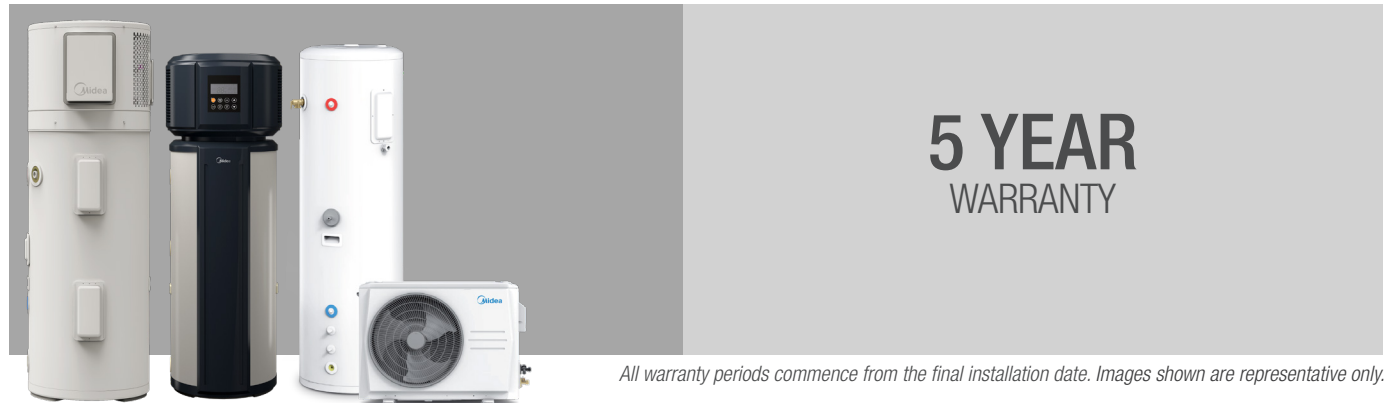 Midea
Midea
Midea
5 YEAR
WARRANTY
All warranty periods commence from the final installation date. Images shown are representative only.